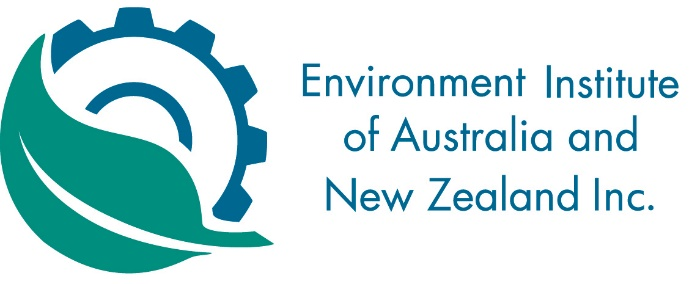 Environment Institute
of Australia and
New Zealand Inc.